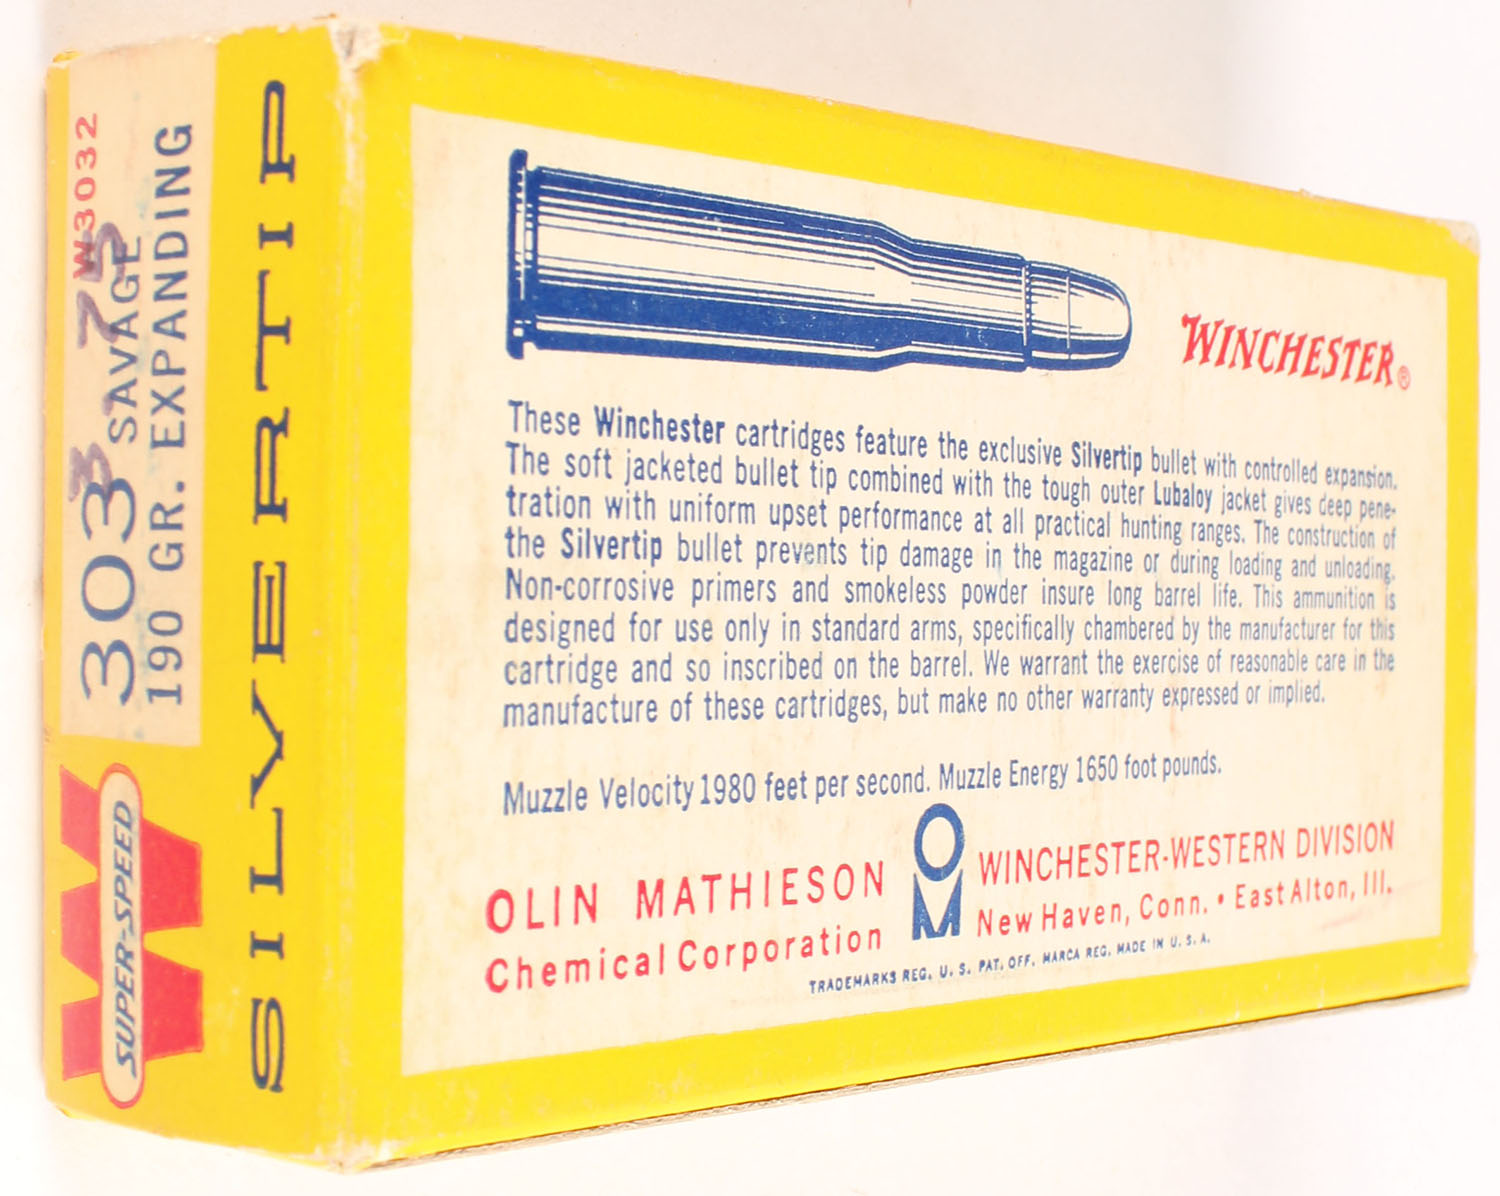 W3032
3 75
303 SAVAGE
190 GR. EXPANDING
SILVERTIP
W
SUPER-SPEED
WINCHESTER®
These Winchester cartridges feature the exclusive Silvertip bullet with controlled expansion.
The soft jacketed bullet tip combined with the tough outer Lubaloy jacket gives deep pene-
tration with uniform upset performance at all practical hunting ranges. The construction of
the Silvertip bullet prevents tip damage in the magazine or during loading and unloading.
Non-corrosive primers and smokeless powder insure long barrel life. This ammunition is
designed for use only in standard arms, specifically chambered by the manufacturer for this
cartridge and so inscribed on the barrel. We warrant the exercise of reasonable care in the
manufacture of these cartridges, but make no other warranty expressed or implied.
Muzzle Velocity 1980 feet per second. Muzzle Energy 1650 foot pounds.
OLIN MATHIESON
Chemical Corporation
OM
WINCHESTER-WESTERN DIVISION
New Haven, Conn. • East Alton, Ill.
TRADEMARKS REG. U. S. PAT. OFF. MARCA REG. MADE IN U. S. A.